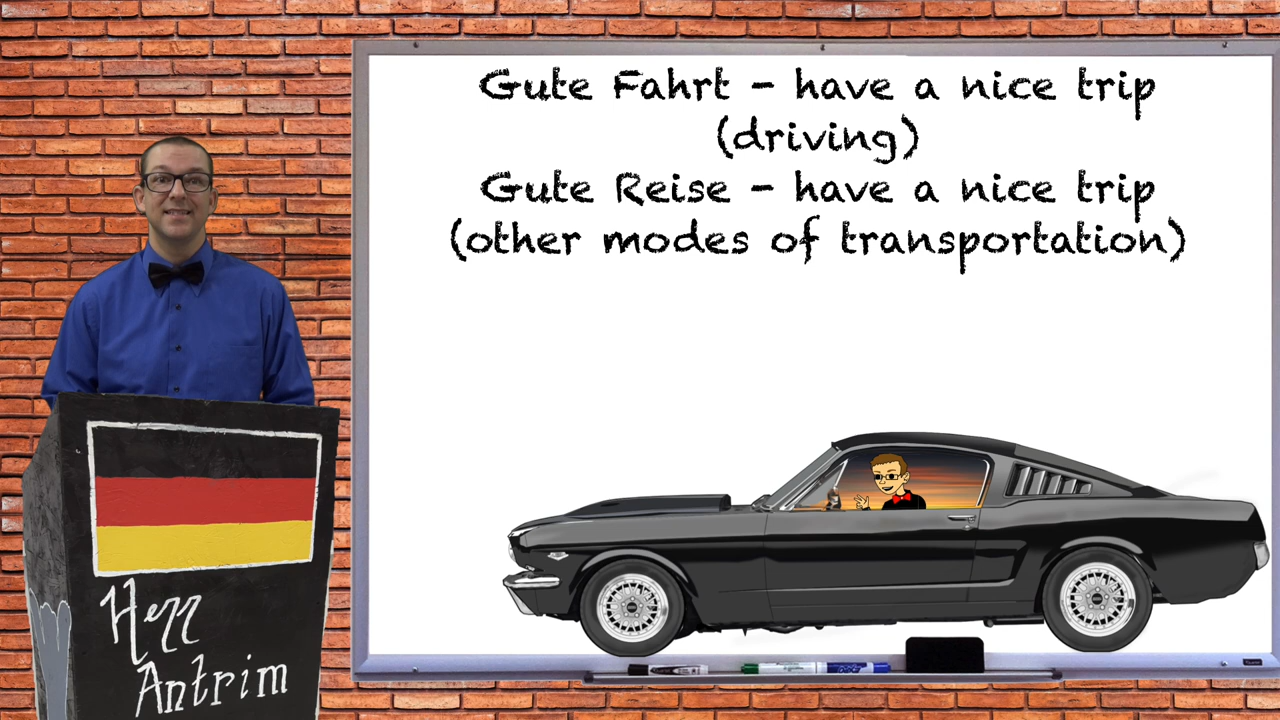 Gute Fahrt - have a nice trip
(driving)
Gute Reise - have a nice trip
(other modes of transportation)
Herr
Antrim